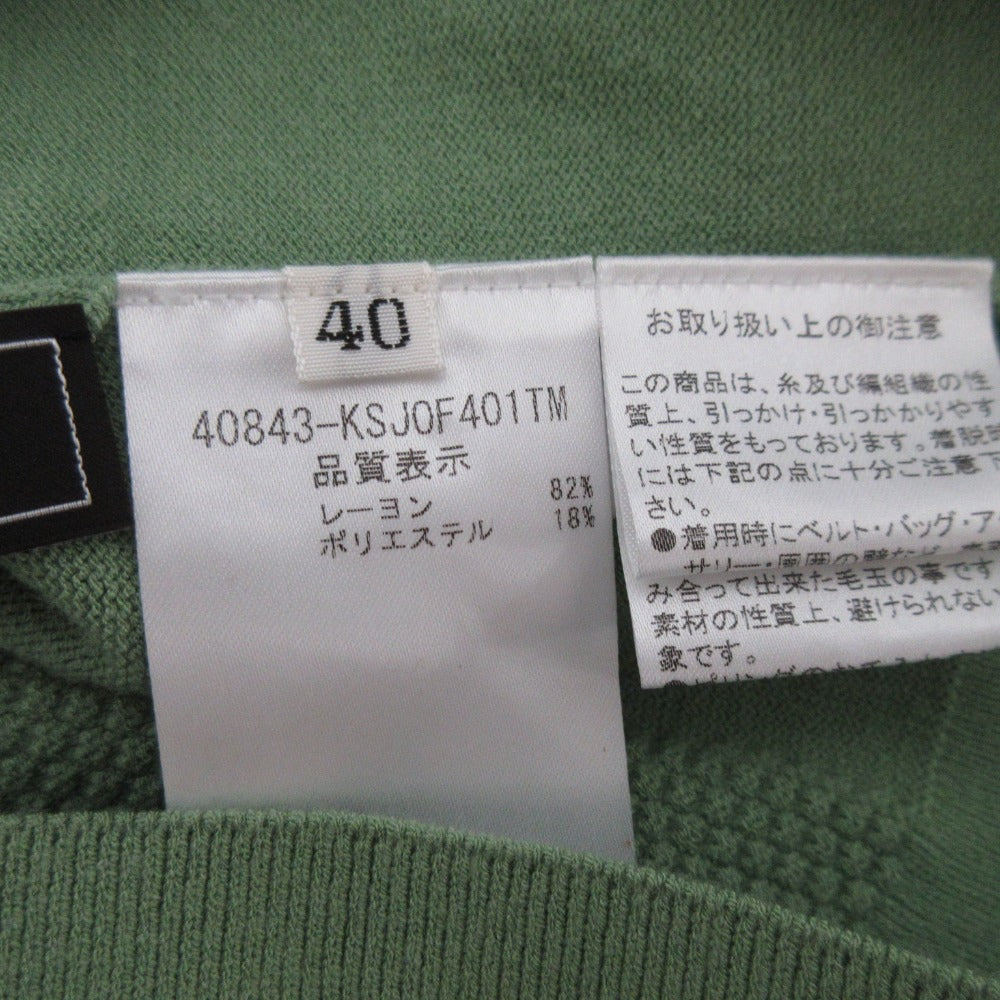 40
40843-KSJ0F401TM
品質表示
レーヨン 82%
ポリエステル 18%
お取り扱い上の御注意
この商品は、糸及び編組織の性
質上、引っかけ・引っかかりやす
い性質をもっております。着脱時
には下記の点に十分ご注意下
さい。
●着用時にベルト・バッグ・ア
み合って出来た毛玉の事です
素材の性質上、避けられない
象です。